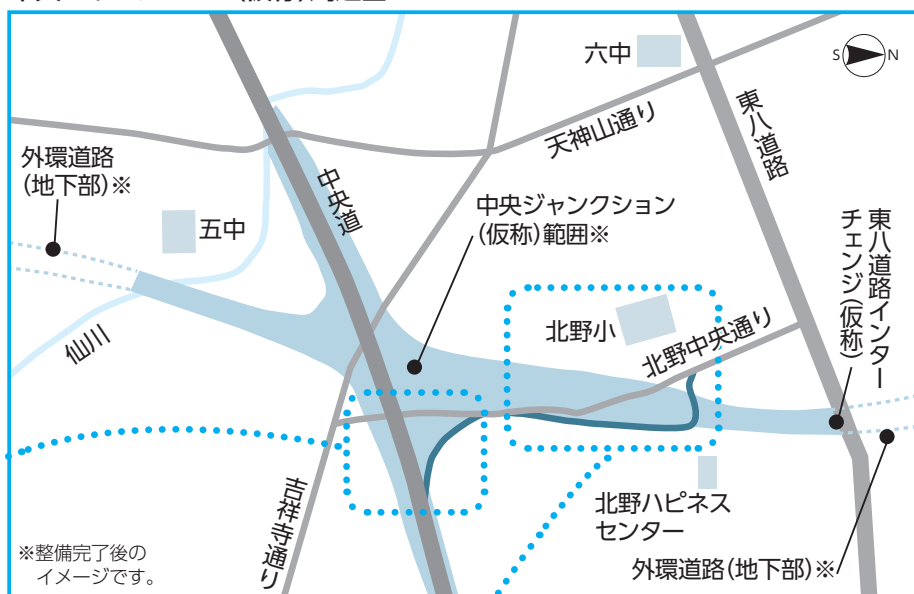 六中
S N
天神山通り
東八道路
外環道路
(地下部)※
中央道
五中
中央ジャンクション
(仮称)範囲※
東八道路インター
チェンジ(仮称)
北野小
北野中央通り
仙川
吉祥寺通り
北野ハピネス
センター
※整備完了後の
イメージです。
外環道路(地下部)※